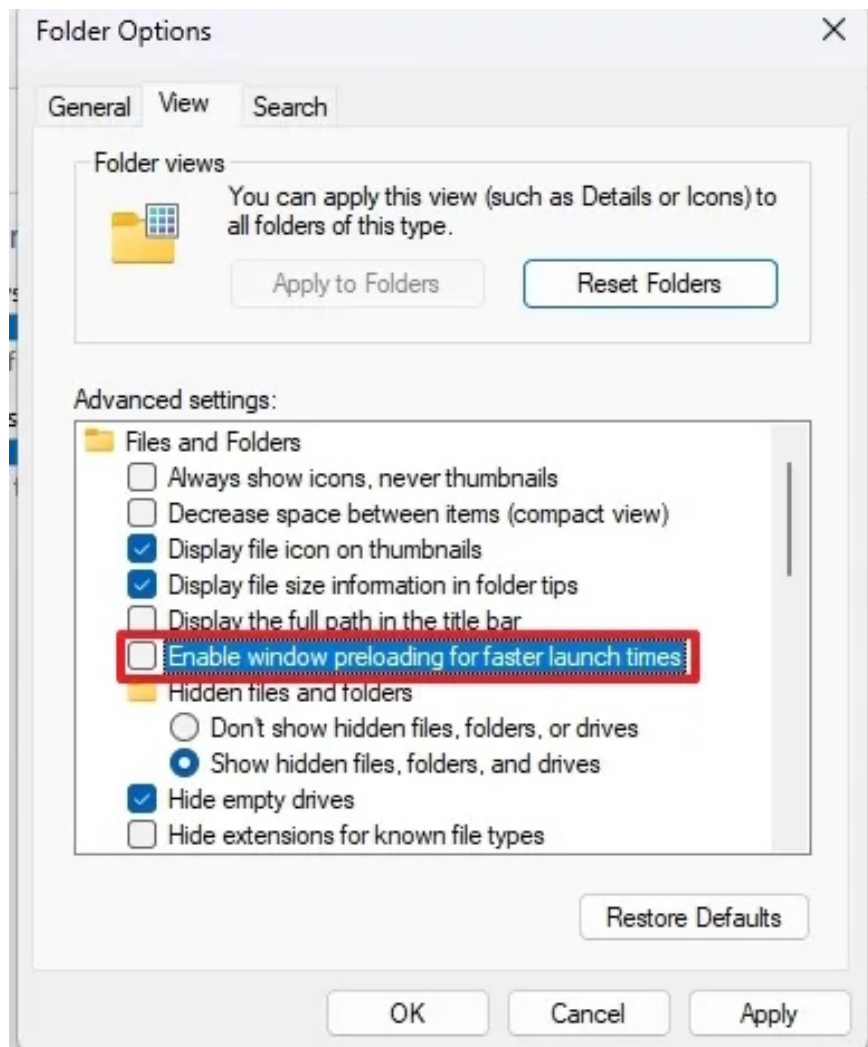 Folder Options
General View Search
Folder views
You can apply this view (such as Details or Icons) to
all folders of this type.
Apply to Folders Reset Folders
Advanced settings:
Files and Folders
Always show icons, never thumbnails
Decrease space between items (compact view)
Display file icon on thumbnails
Display file size information in folder tips
Display the full path in the title bar
Enable window preloading for faster launch times
Hidden files and folders
Don't show hidden files, folders, or drives
Show hidden files, folders, and drives
Hide empty drives
Hide extensions for known file types
Restore Defaults
OK Cancel Apply